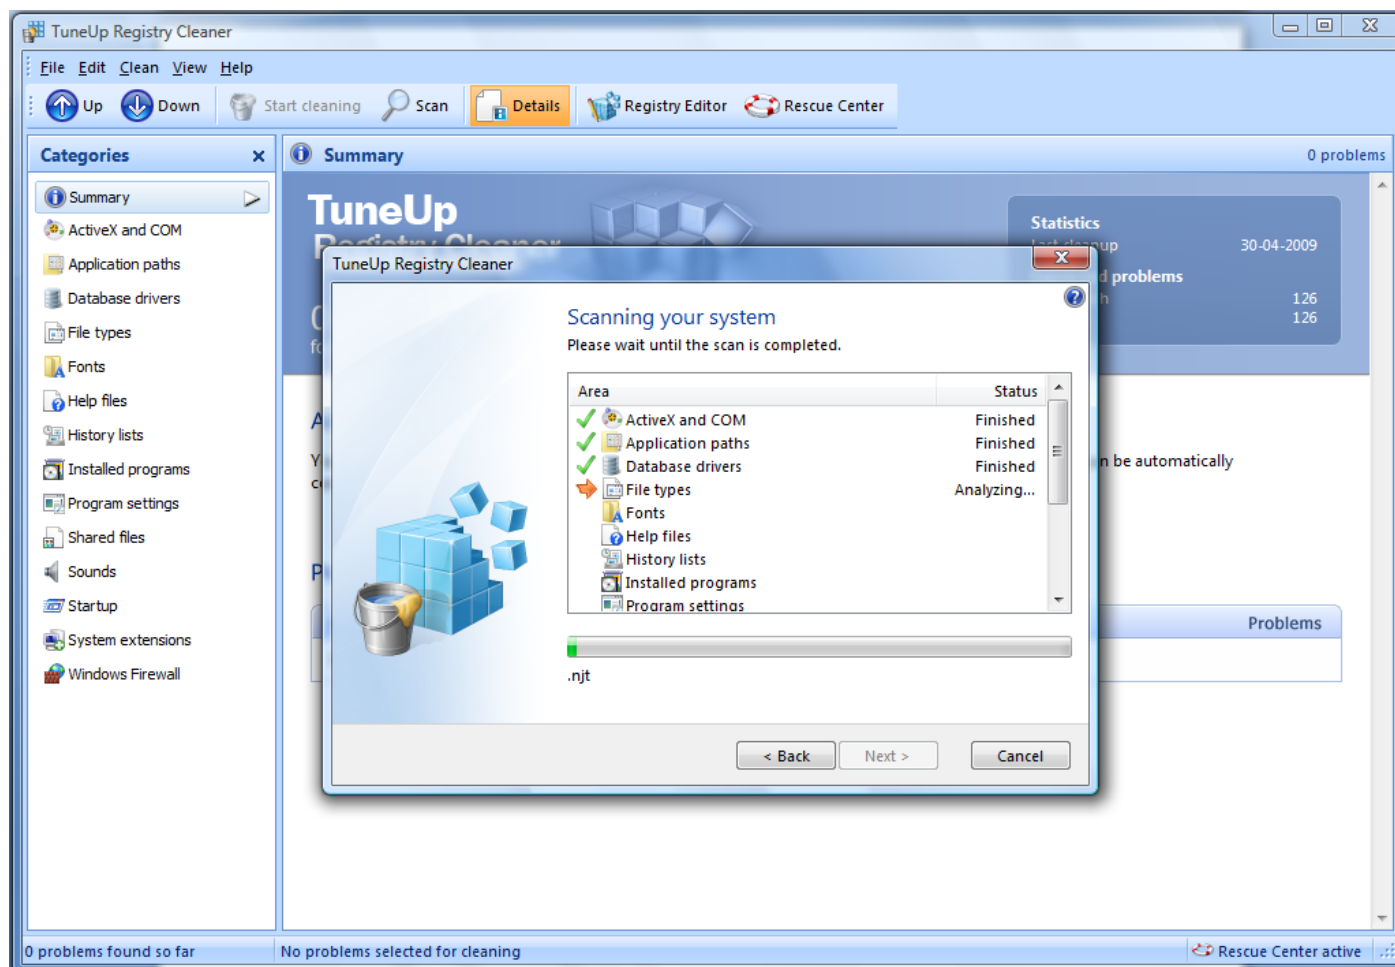 TuneUp Registry Cleaner
File Edit Clean View Help
Up Down Start cleaning Scan Details Registry Editor Rescue Center
Categories
Summary
ActiveX and COM
Application paths
Database drivers
File types
Fonts
Help files
History lists
Installed programs
Program settings
Shared files
Sounds
Startup
System extensions
Windows Firewall
Summary 0 problems
TuneUp
Registry Cleaner
Statistics
Last cleanup 30-04-2009
problems
126
126
n be automatically
Problems
TuneUp Registry Cleaner
Scanning your system
Please wait until the scan is completed.
Area Status
ActiveX and COM Finished
Application paths Finished
Database drivers Finished
File types Analyzing...
Fonts
Help files
History lists
Installed programs
Program settings
.njt
< Back Next > Cancel
0 problems found so far No problems selected for cleaning Rescue Center active